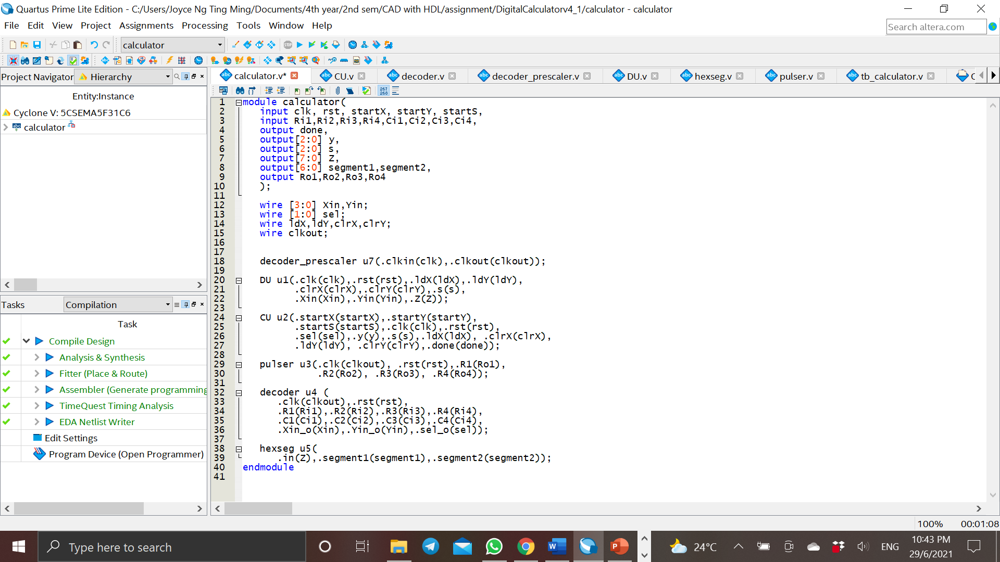 Quartus Prime Lite Edition - C:/Users/Joyce Ng Ting Ming/Documents/4th year/2nd sem/CAD with HDL/assignment/DigitalCalculatorv4_1/calculator - calculator
File Edit View Project Assignments Processing Tools Window Help
Search altera.com
calculator
Project Navigator Hierarchy
calculator.v* CU.v decoder.v decoder_prescaler.v DU.v hexseg.v pulser.v tb_calculator.v
Entity:Instance
Cyclone V: 5CSEMA5F31C6
calculator
1 module calculator(
2 input clk, rst, startX, startY, startS,
3 input Ri1,Ri2,Ri3,Ri4,Ci1,Ci2,Ci3,Ci4,
4 output done,
5 output[2:0] y,
6 output[2:0] s,
7 output[7:0] Z,
8 output[6:0] segment1,segment2,
9 output Ro1,Ro2,Ro3,Ro4
10 );
11
12 wire [3:0] Xin,Yin;
13 wire [1:0] sel;
14 wire ldX,ldY,clrX,clrY;
15 wire clkout;
16
17
18 decoder_prescaler u7(.clkin(clk),.clkout(clkout));
19
20 DU u1(.clk(clk),.rst(rst),.ldX(ldX),.ldY(ldY),
21 .clrX(clrX),.clrY(clrY),.s(s),
22 .Xin(Xin),.Yin(Yin),.Z(Z));
23
24 CU u2(.startX(startX),.startY(startY),
25 .startS(startS),.clk(clk),.rst(rst),
26 .sel(sel),.y(y),.s(s),.ldX(ldX), .clrX(clrX),
27 .ldY(ldY), .clrY(clrY),.done(done));
28
29 pulser u3(.clk(clkout), .rst(rst),.R1(Ro1),
30 .R2(Ro2), .R3(Ro3), .R4(Ro4));
31
32 decoder u4 (
33 .clk(clkout),.rst(rst),
34 .R1(Ri1),.R2(Ri2),.R3(Ri3),.R4(Ri4),
35 .C1(Ci1),.C2(Ci2),.C3(Ci3),.C4(Ci4),
36 .Xin_o(Xin),.Yin_o(Yin),.sel_o(sel));
37
38 hexseg u5(
39 .in(Z),.segment1(segment1),.segment2(segment2));
40 endmodule
41
Tasks Compilation
Task
Compile Design
Analysis & Synthesis
Fitter (Place & Route)
Assembler (Generate programming
TimeQuest Timing Analysis
EDA Netlist Writer
Edit Settings
Program Device (Open Programmer)
100% 00:01:08
Type here to search
24°C
ENG
10:43 PM
29/6/2021